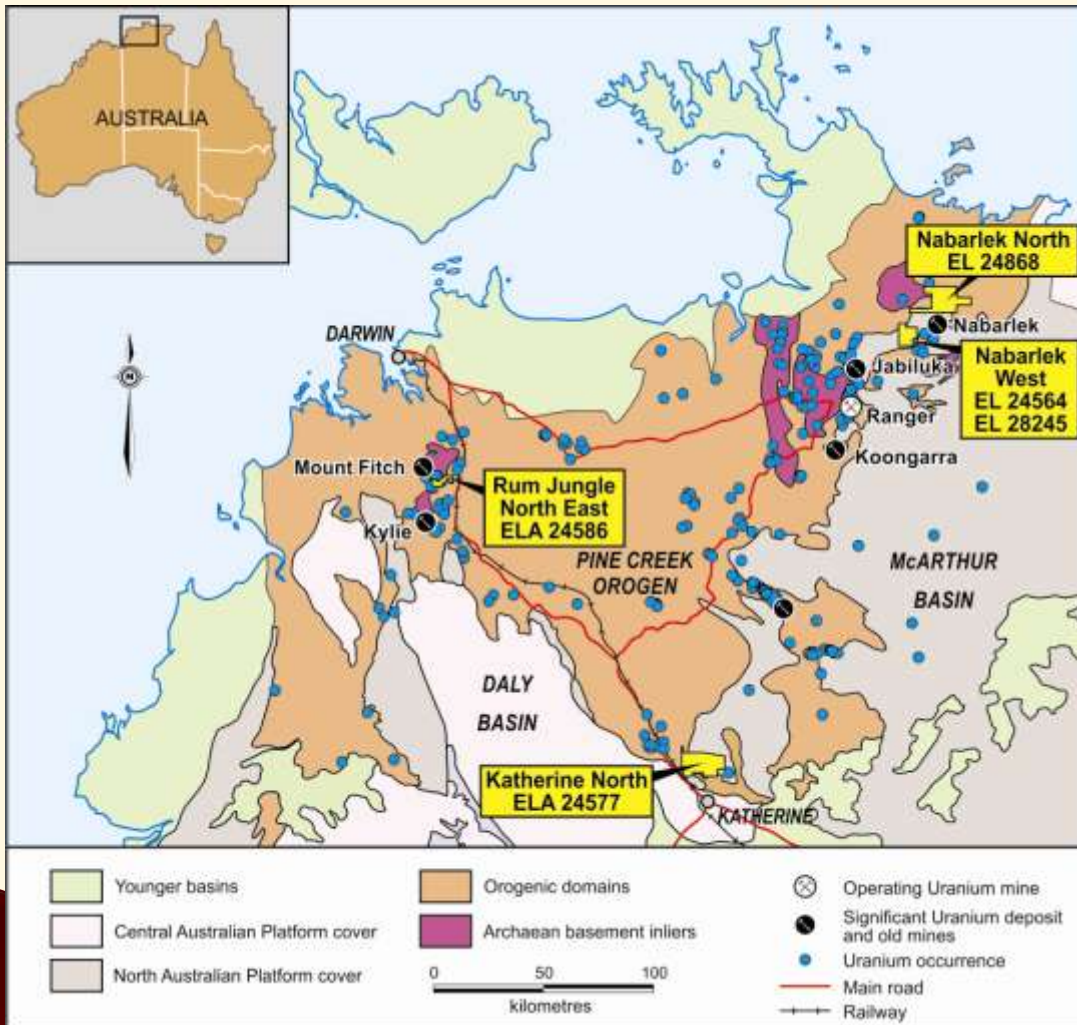 AUSTRALIA
Nabarlek North
EL 24868
DARWIN
Nabarlek
Jabiluka
Nabarlek
West
EL 24564
EL 28245
Ranger
Koongarra
Mount Fitch
Rum Jungle
North East
ELA 24586
Kylie
PINE CREEK
OROGEN
McARTHUR
BASIN
DALY
BASIN
Katherine North
ELA 24577
KATHERINE
N
Younger basins
Central Australian Platform cover
North Australian Platform cover
Orogenic domains
Archaean basement inliers
0 50 100
kilometres
Operating Uranium mine
Significant Uranium deposit
and old mines
Uranium occurrence
Main road
Railway